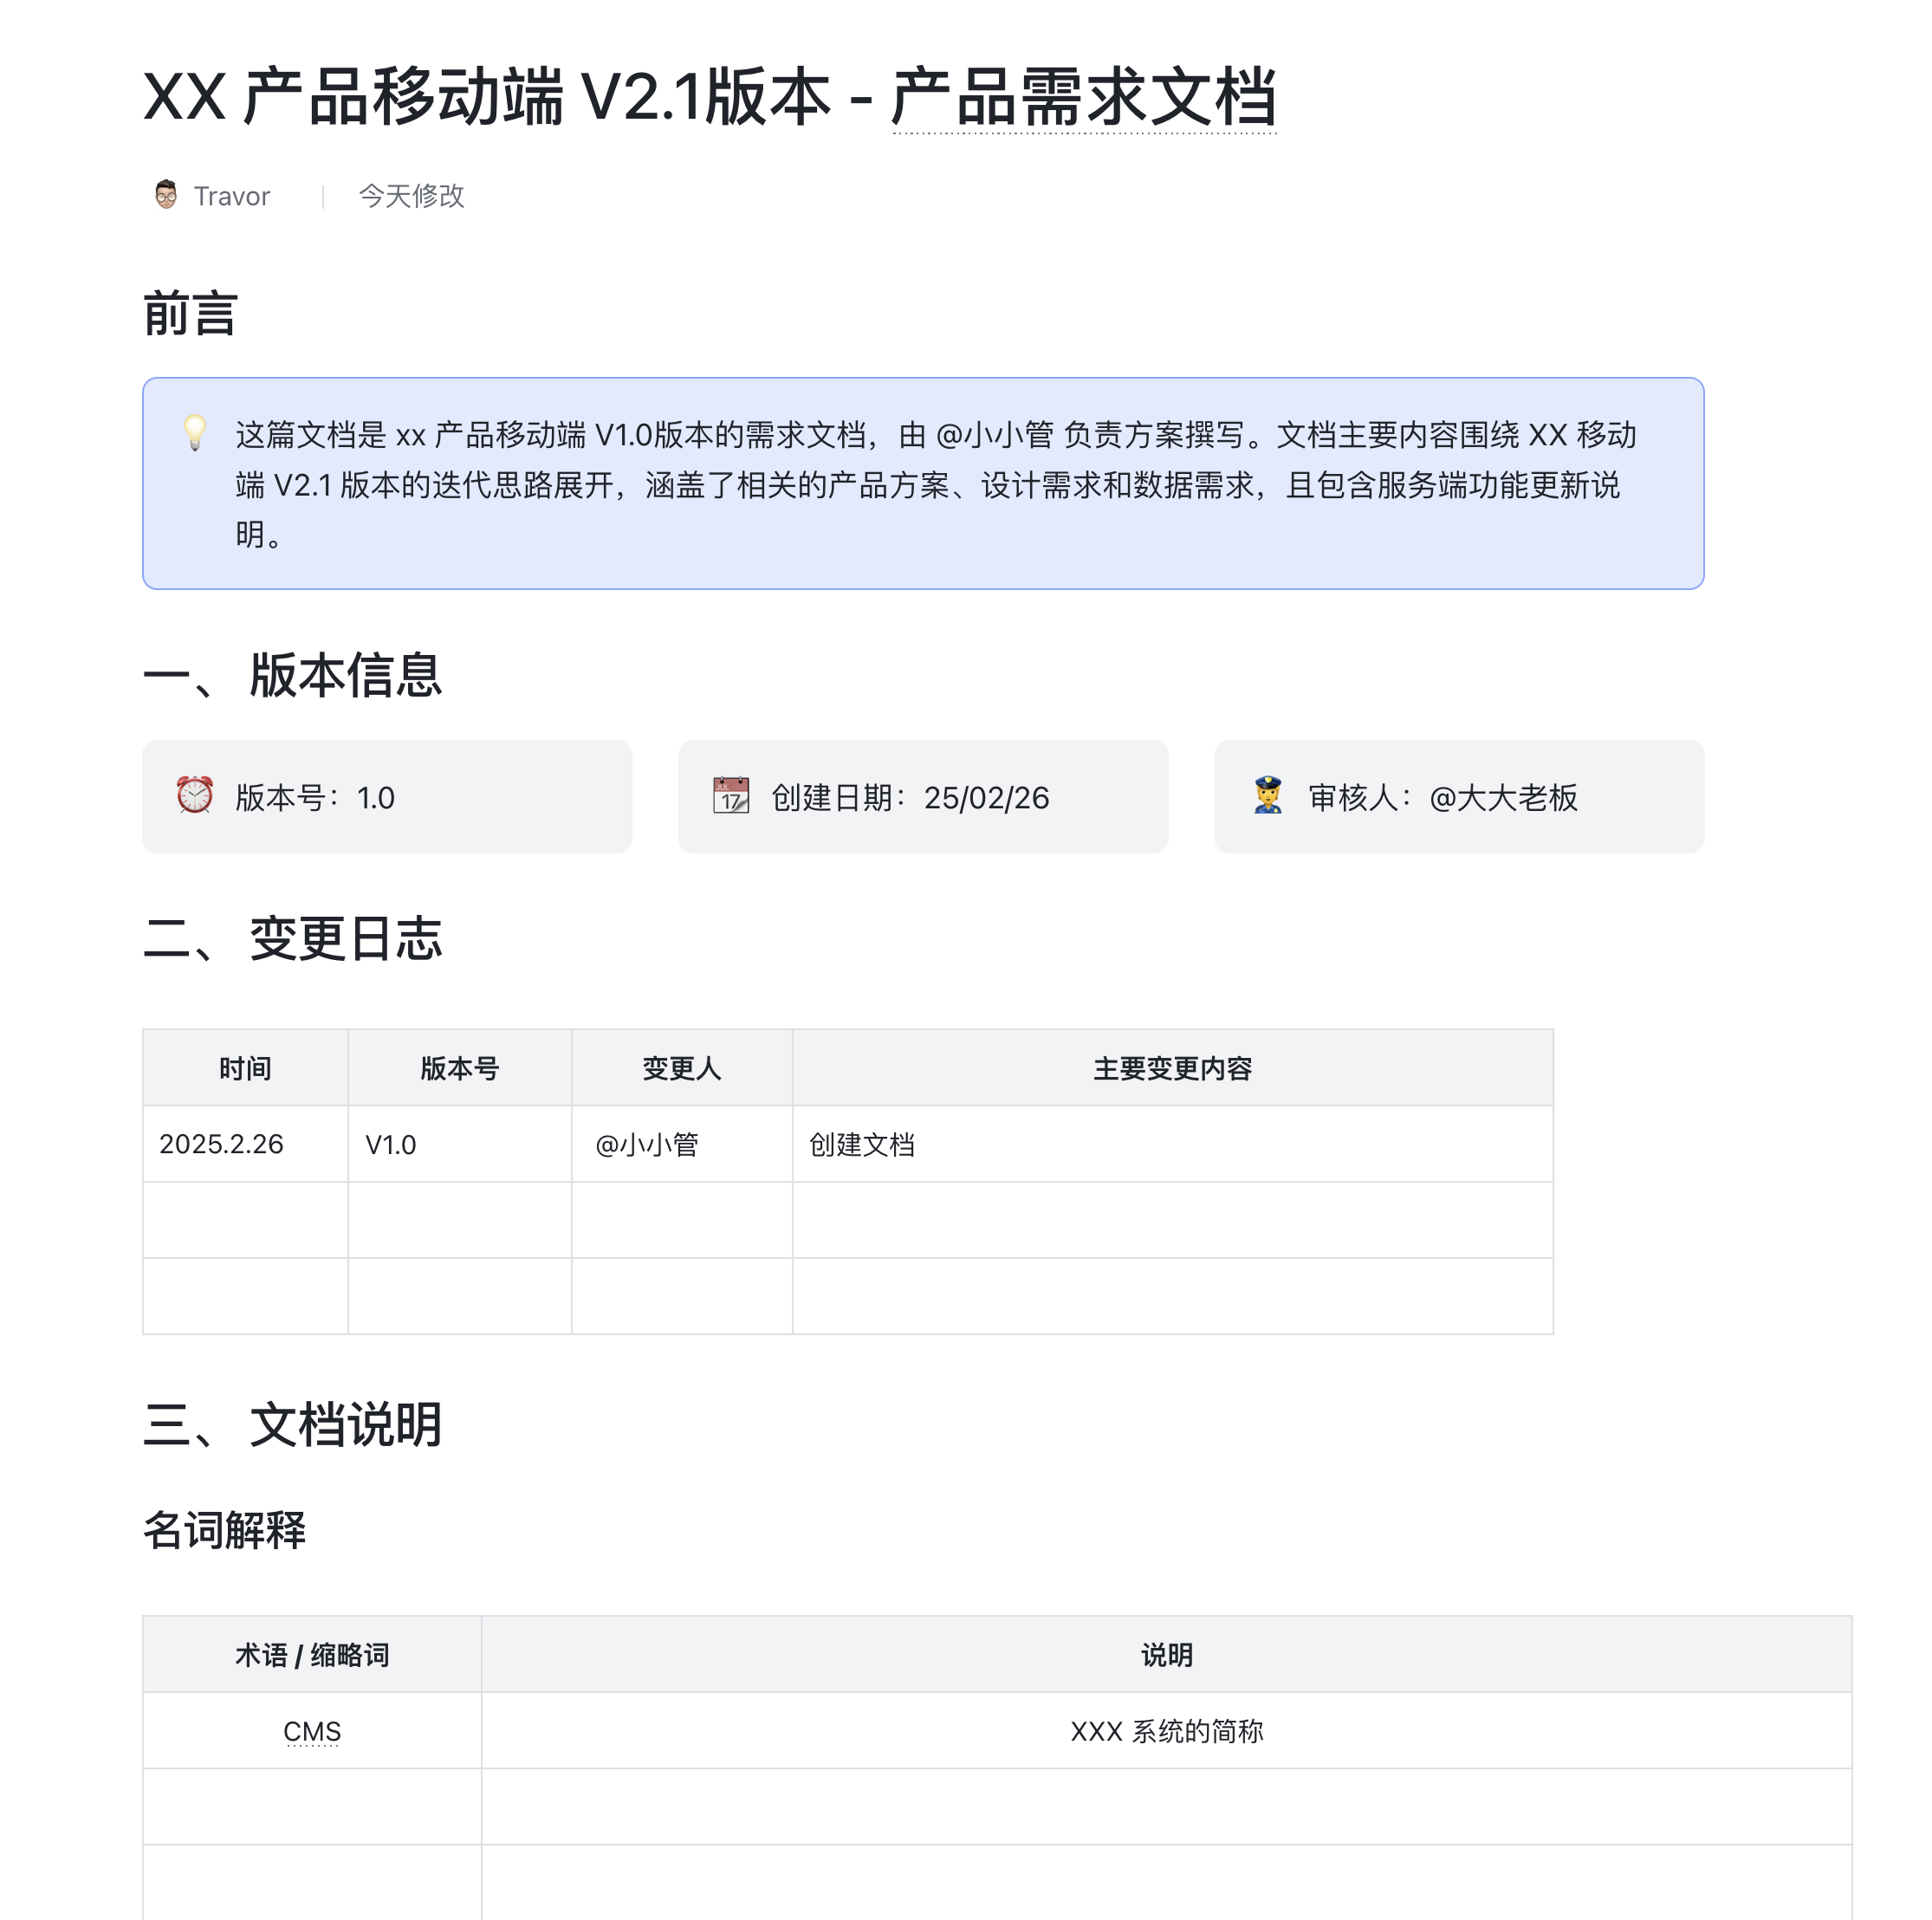 XX 产品移动端 V2.1版本 - 产品需求文档
Travor | 今天修改
前言
这篇文档是 xx 产品移动端 V1.0版本的需求文档，由 @小小管 负责方案撰写。文档主要内容围绕 XX 移动
端 V2.1 版本的迭代思路展开，涵盖了相关的产品方案、设计需求和数据需求，且包含服务端功能更新说
明。
一、 版本信息
版本号：1.0
创建日期：25/02/26
审核人：@大大老板
二、 变更日志
时间 版本号 变更人 主要变更内容
2025.2.26 V1.0 @小小管 创建文档
三、 文档说明
名词解释
术语 / 缩略词 说明
CMS XXX 系统的简称